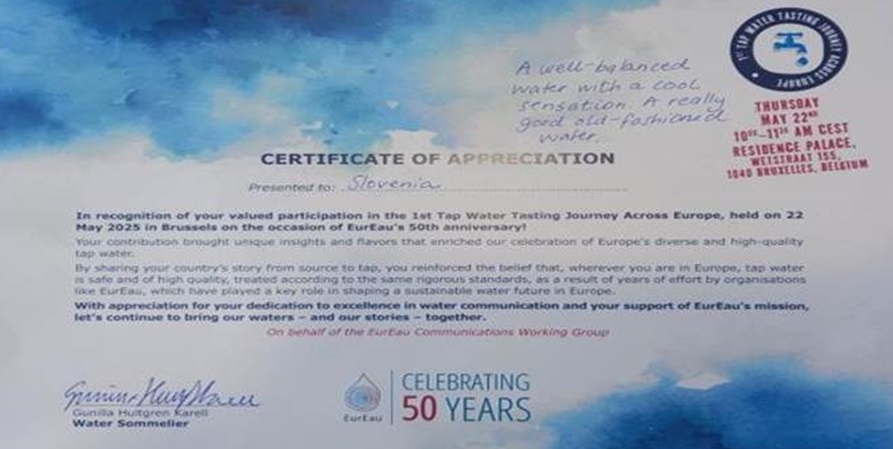 A well-balanced
water with a cool
sensation. A really
good old-fashioned
water.
1ST TAP WATER TASTING JOURNEY ACROSS EUROPE
THURSDAY
MAY 22ND
1000-1130 AM CEST
RESIDENCE PALACE,
WETSTRAAT 155,
1040 BRUXELLES, BELGIUM
CERTIFICATE OF APPRECIATION
Presented to: Slovenia
In recognition of your valued participation in the 1st Tap Water Tasting Journey Across Europe, held on 22
May 2025 in Brussels on the occasion of EurEau's 50th anniversary!
Your contribution brought unique insights and flavors that enriched our celebration of Europe's diverse and high-quality
tap water.
By sharing your country's story from source to tap, you reinforced the belief that, wherever you are in Europe, tap water
is safe and of high quality, treated according to the same rigorous standards, as a result of years of effort by organisations
like EurEau, which have played a key role in shaping a sustainable water future in Europe.
With appreciation for your dedication to excellence in water communication and your support of EurEau's mission,
let's continue to bring our waters – and our stories – together.
On behalf of the EurEau Communications Working Group
Gunilla Hultgren Karell
Water Sommelier
EurEau
CELEBRATING
50 YEARS